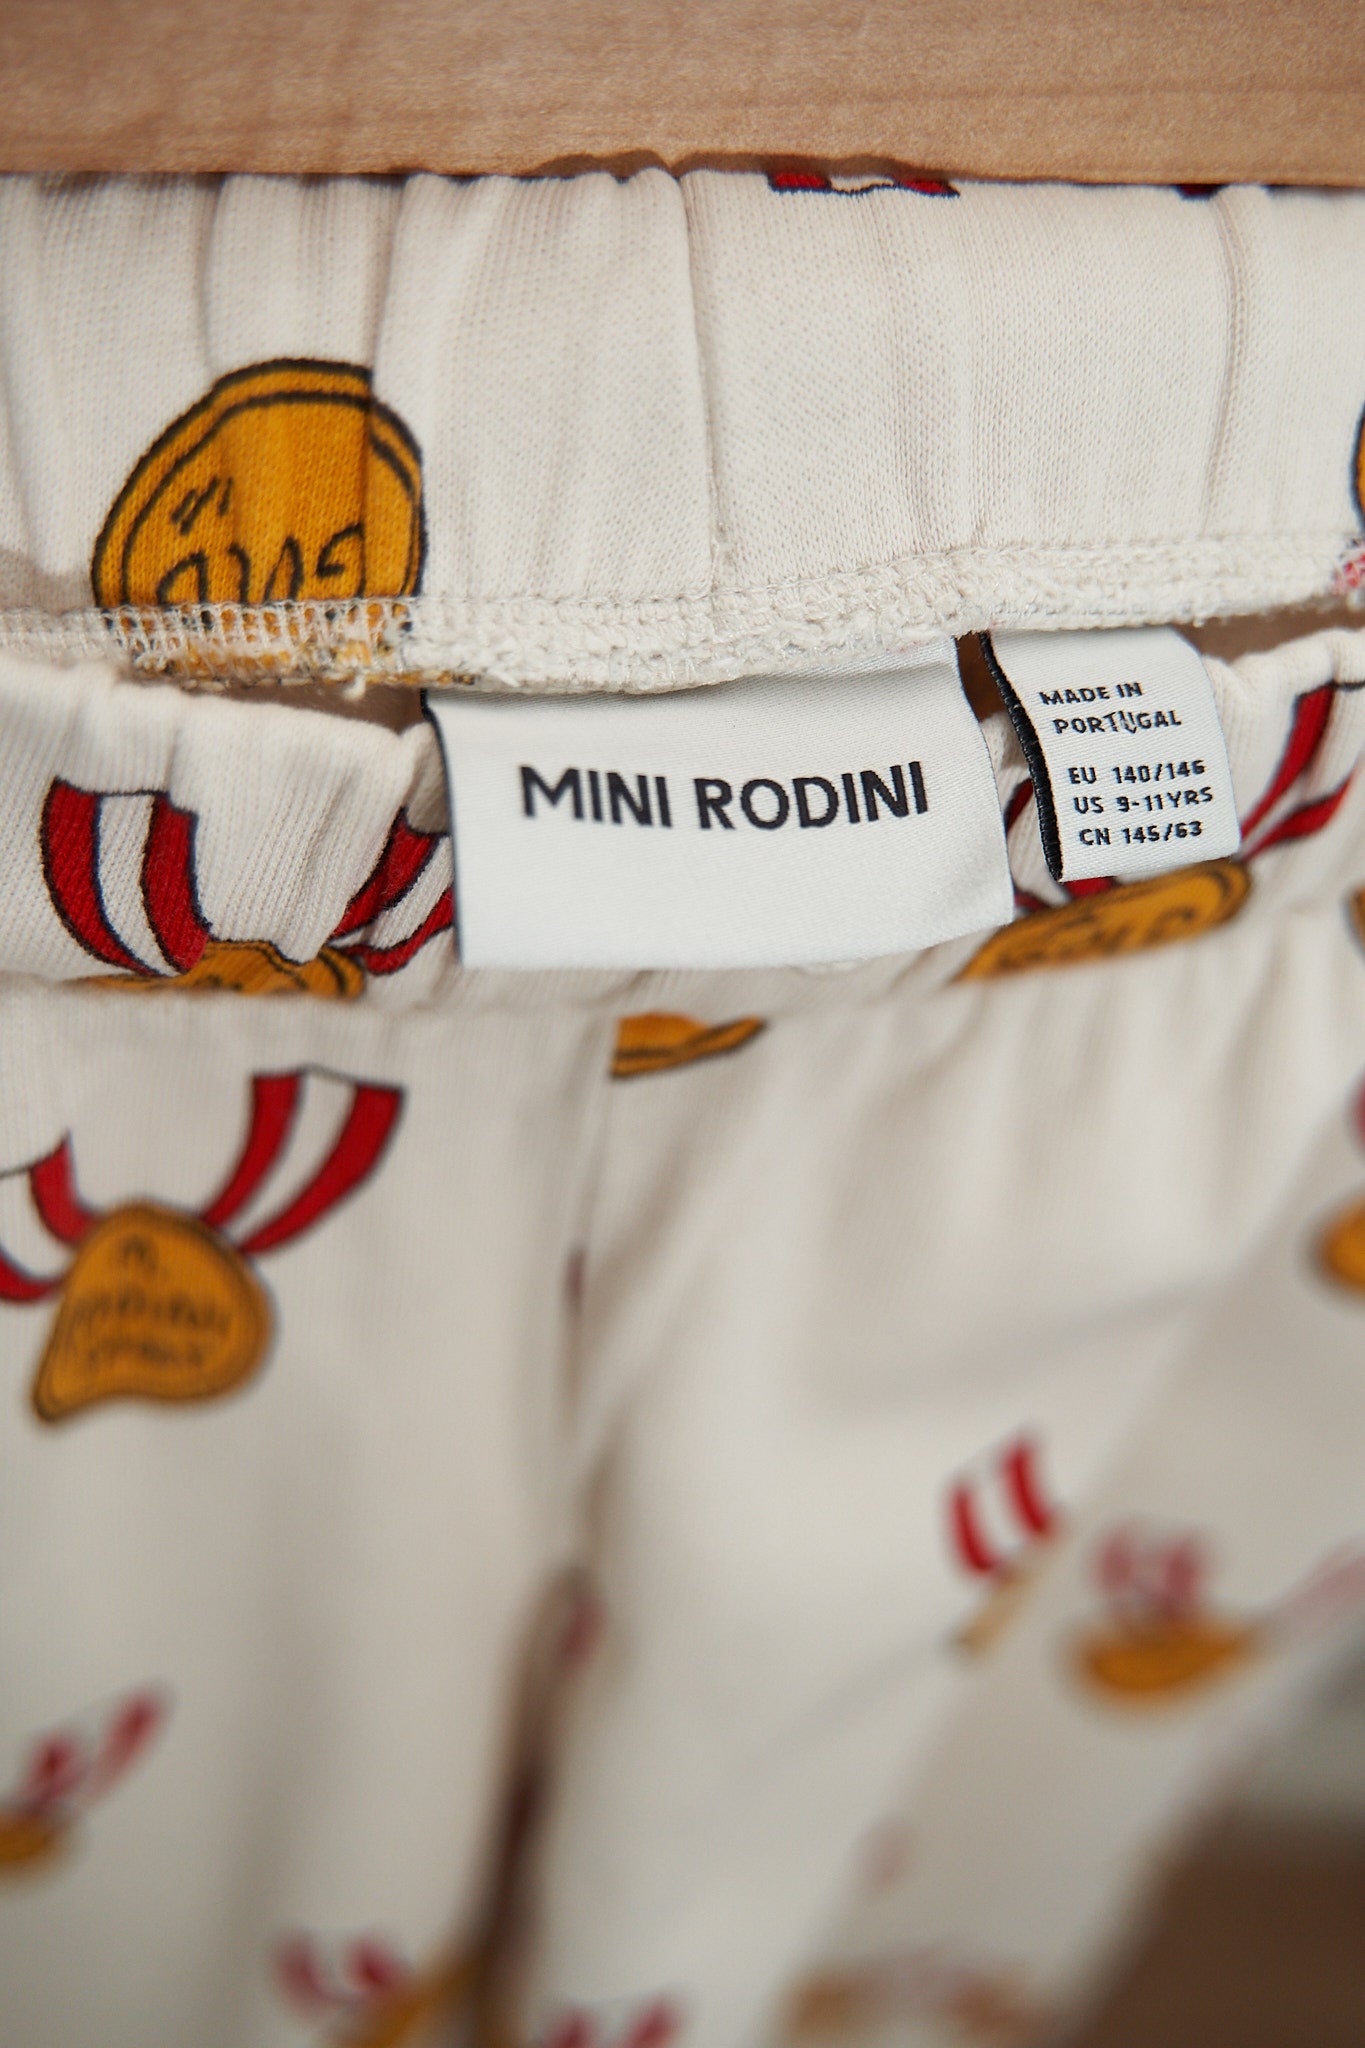 MINI RODINI
MADE IN
PORTUGAL
EU 140/146
US 9-11YRS
CN 145/63